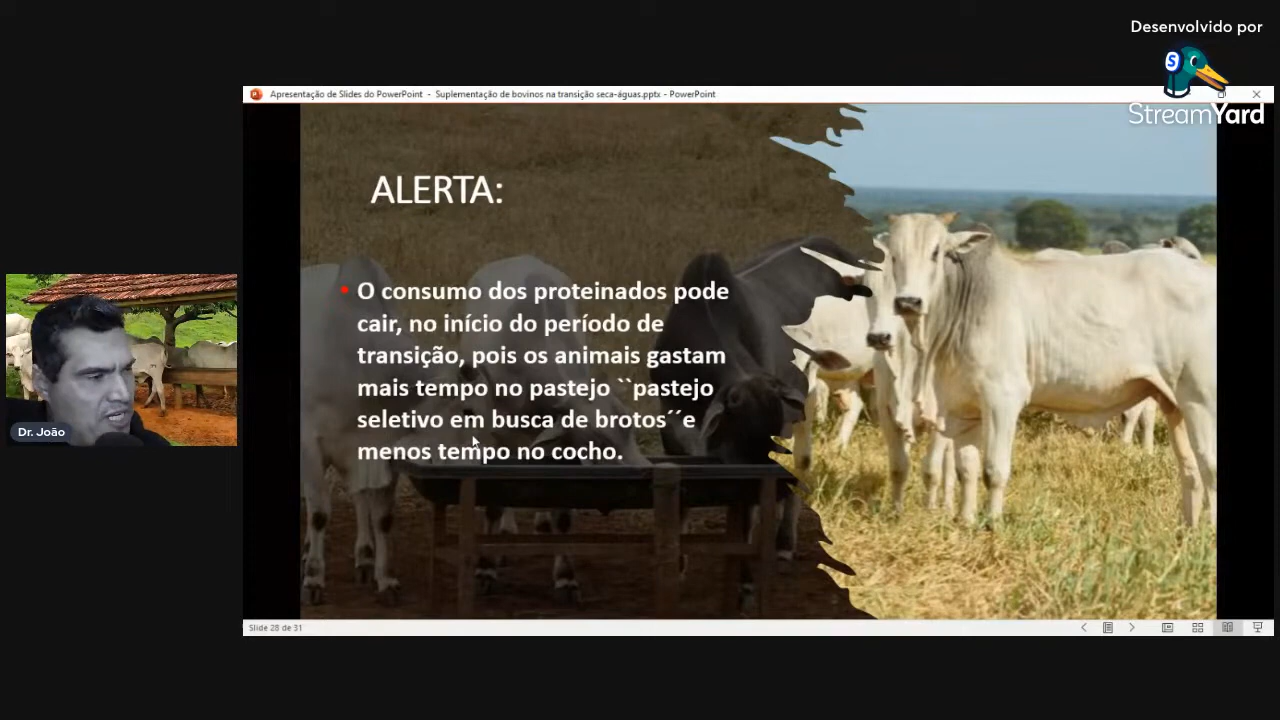 Desenvolvido por
StreamYard
Apresentação de Slides do PowerPoint - Suplementação de bovinos na transição seca-águas.pptx - PowerPoint
ALERTA:
• O consumo dos proteinados pode
cair, no início do período de
transição, pois os animais gastam
mais tempo no pastejo ``pastejo
seletivo em busca de brotos´´e
menos tempo no cocho.
Dr. João
Slide 28 de 31